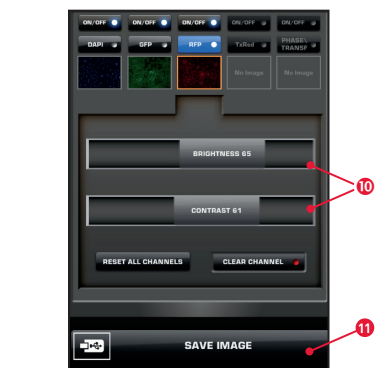 ON/OFF ON/OFF ON/OFF ON/OFF ON/OFF
DAPI GFP RFP TxRed PHASE\
TRANSF
No Image No Image
BRIGHTNESS 65
10
CONTRAST 61
RESET ALL CHANNELS CLEAR CHANNEL
11
SAVE IMAGE